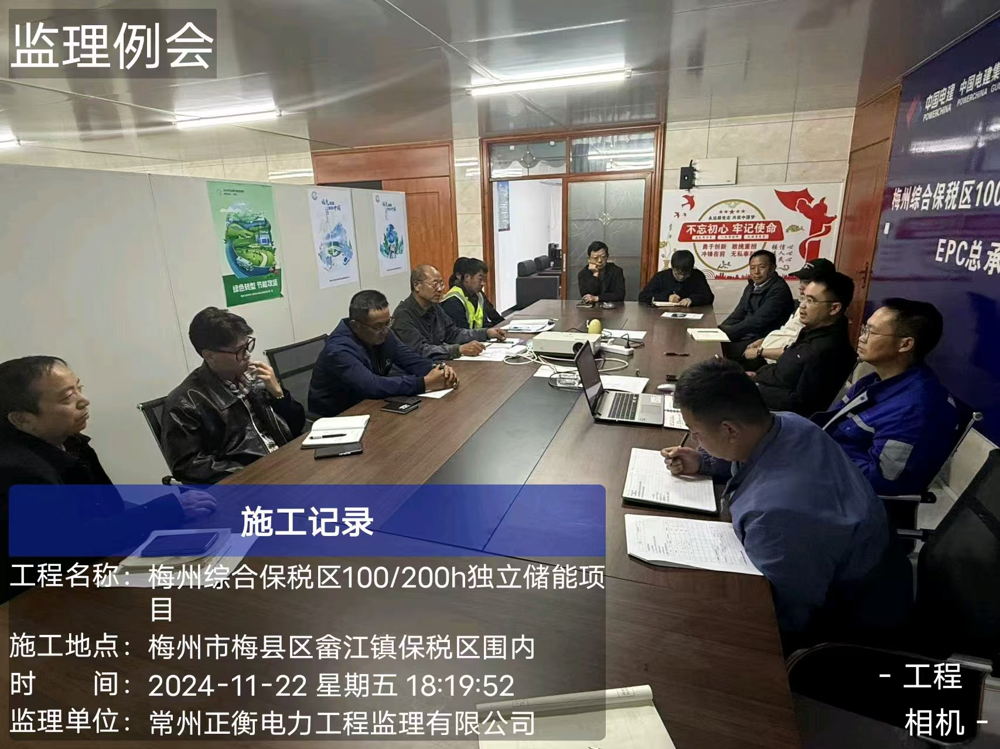 监理例会
中国电建 中国电建集
POWERCHINA POWERCHINA GU
梅州综合保税区100
EPC总承
永远跟党走 共筑中国梦
不忘初心 牢记使命
勇于创新 敢挑重担
冲锋在前 无私奉献
绿色转型 节能攻坚
施工记录
工程名称：梅州综合保税区100/200h独立储能项
目
施工地点：梅州市梅县区畲江镇保税区围内
时 间：2024-11-22 星期五 18:19:52
监理单位：常州正衡电力工程监理有限公司
- 工程
相机 -